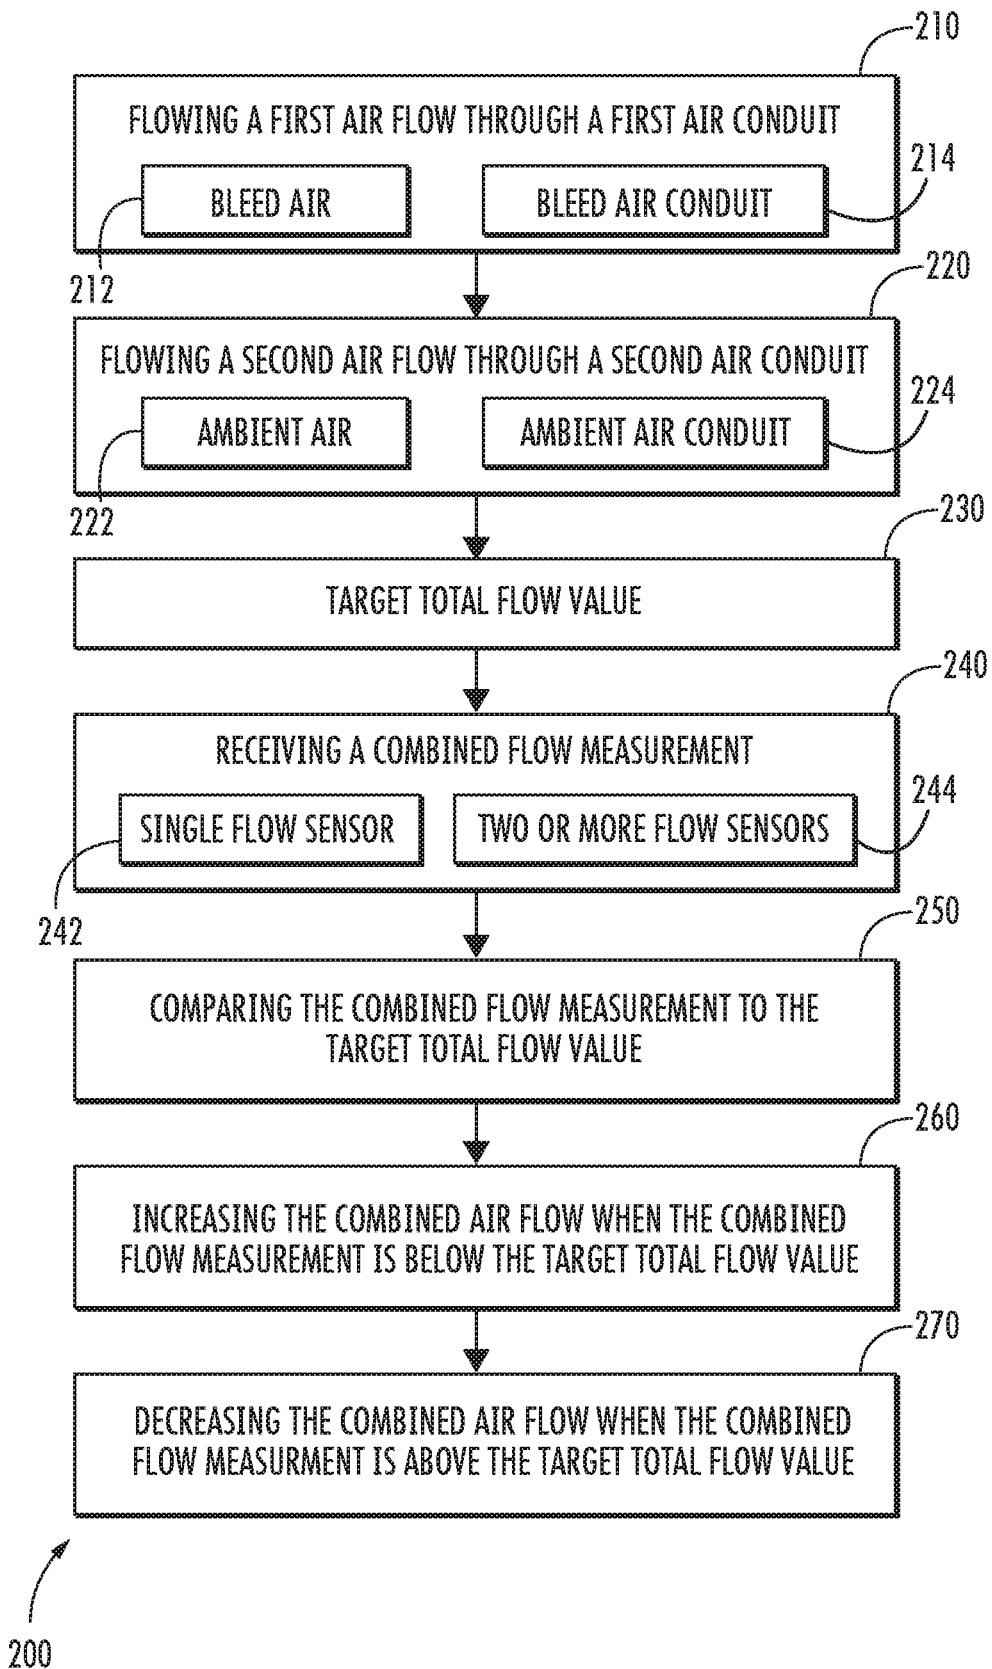 210
FLOWING A FIRST AIR FLOW THROUGH A FIRST AIR CONDUIT
214
BLEED AIR
BLEED AIR CONDUIT
212
220
FLOWING A SECOND AIR FLOW THROUGH A SECOND AIR CONDUIT
224
AMBIENT AIR
AMBIENT AIR CONDUIT
222
230
TARGET TOTAL FLOW VALUE
240
RECEIVING A COMBINED FLOW MEASUREMENT
244
SINGLE FLOW SENSOR
TWO OR MORE FLOW SENSORS
242
250
COMPARING THE COMBINED FLOW MEASUREMENT TO THE
TARGET TOTAL FLOW VALUE
260
INCREASING THE COMBINED AIR FLOW WHEN THE COMBINED
FLOW MEASUREMENT IS BELOW THE TARGET TOTAL FLOW VALUE
270
DECREASING THE COMBINED AIR FLOW WHEN THE COMBINED
FLOW MEASURMENT IS ABOVE THE TARGET TOTAL FLOW VALUE
200